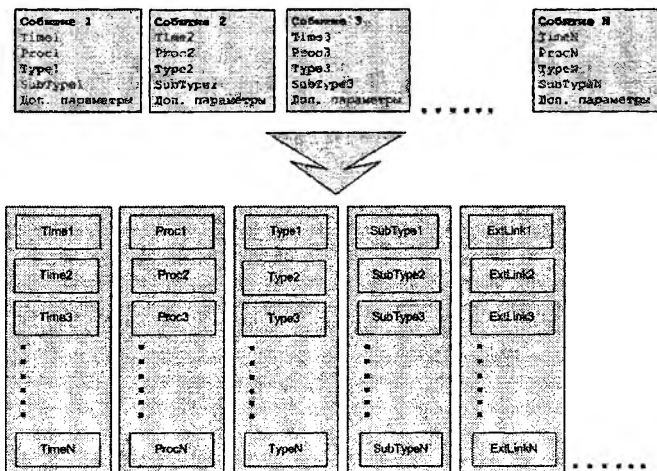 Событие 1
Time1
Proc1
Type1
SubType1
Доп. параметры
Событие 2
Time2
Proc2
Type2
SubType2
Доп. параметры
Событие 3
Time3
Proc3
Type3
SubType3
Доп. параметры
Событие N
TimeN
ProcN
TypeN
SubTypeN
Доп. параметры
Time1 Proc1 Type1 SubType1 ExtLink1
Time2 Proc2 Type2 SubType2 ExtLink2
Time3 Proc3 Type3 SubType3 ExtLink3
TimeN ProcN TypeN SubTypeN ExtLinkN